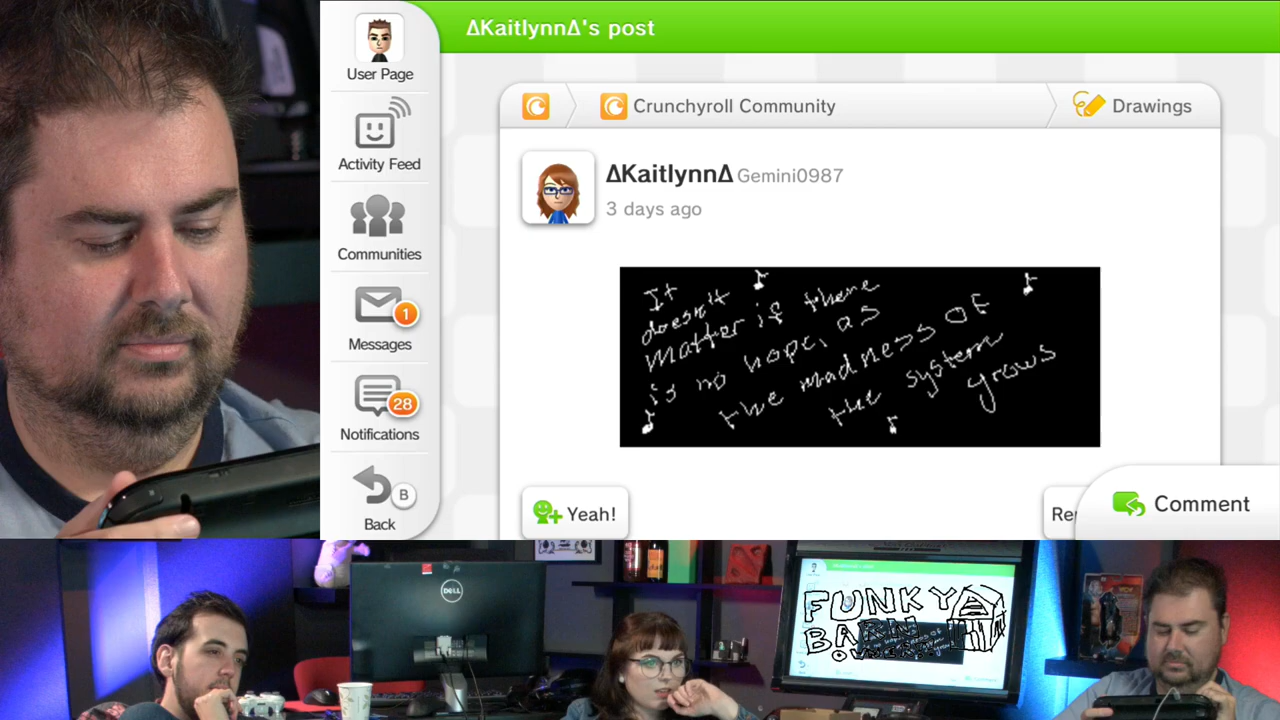 ΔKaitlynnΔ's post
User Page
Crunchyroll Community
Drawings
ΔKaitlynnΔ Gemini0987
3 days ago
Activity Feed
Communities
It
doesn't
matter if there
is no hope, as
the madness of
the system
grows
1
Messages
28
Notifications
B
Back
Yeah!
Re
Comment
DELL
FUNKY
BARN